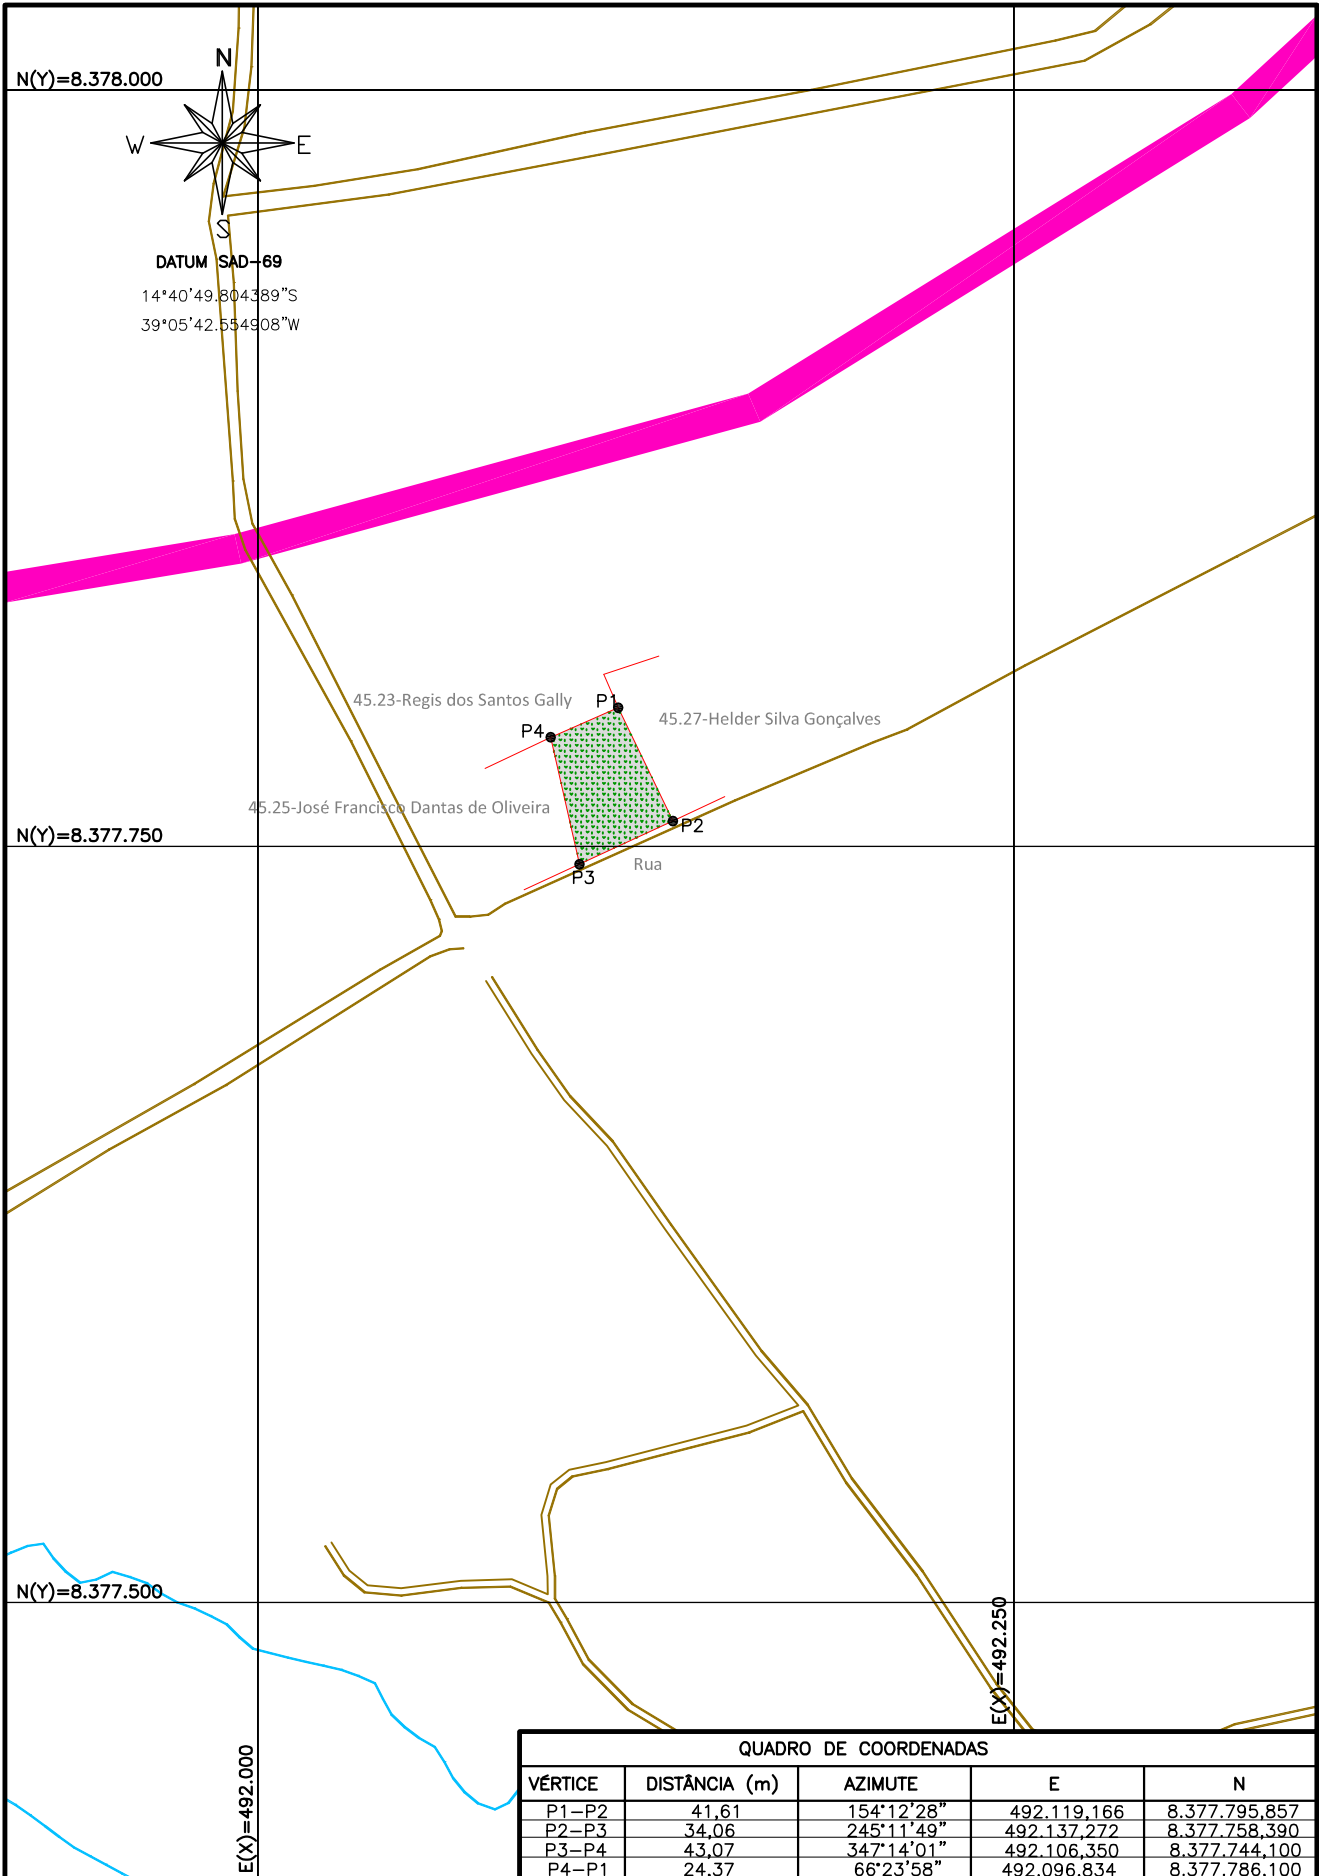 N
N(Y)=8.378.000
W
E
S
DATUM SAD-69
14°40'49.804389"S
39°05'42.554908"W
45.23-Regis dos Santos Gally
P1
45.27-Helder Silva Gonçalves
P4
45.25-José Francisco Dantas de Oliveira
N(Y)=8.377.750
P2
Rua
P3
N(Y)=8.377.500
E(X)=492.250
E(X)=492.000
QUADRO DE COORDENADAS
VÉRTICE DISTÂNCIA (m) AZIMUTE E N
P1-P2 41,61 154°12'28" 492.119,166 8.377.795,857
P2-P3 34,06 245°11'49" 492.137,272 8.377.758,390
P3-P4 43,07 347°14'01" 492.106,350 8.377.744,100
P4-P1 24,37 66°23'58" 492.096,834 8.377.786,100